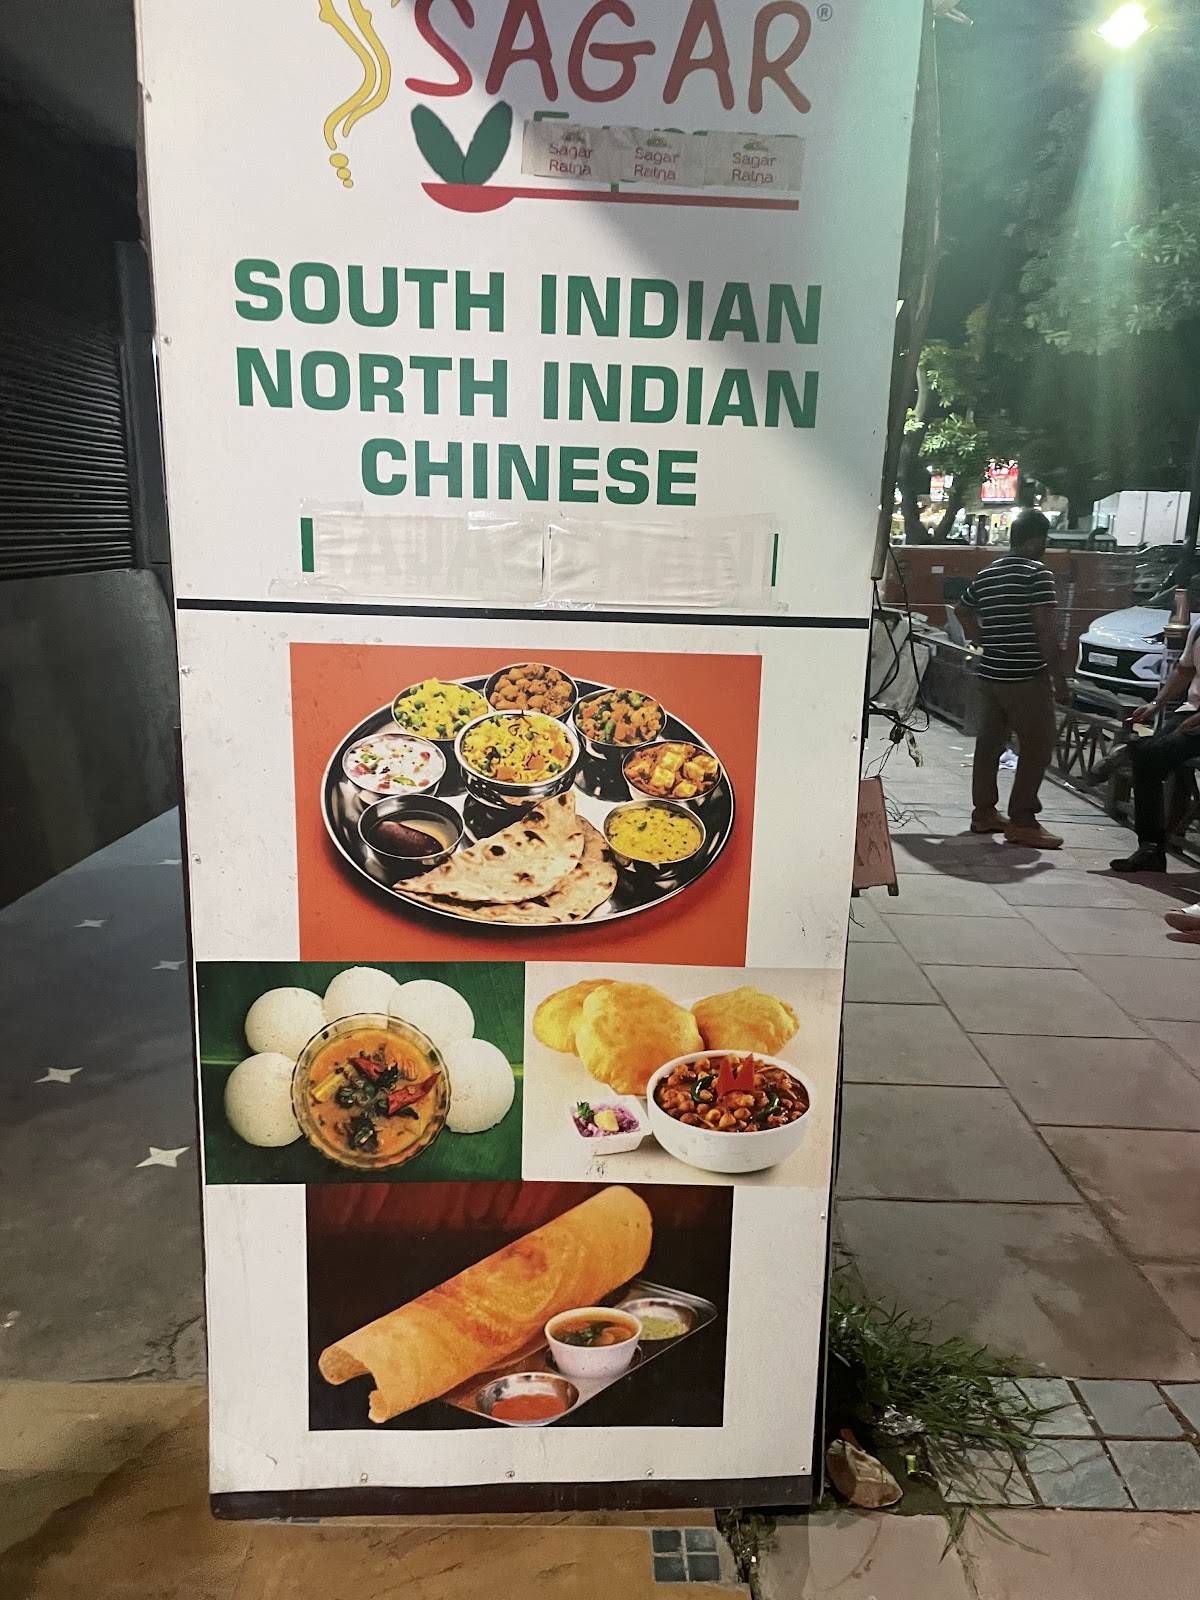 SAGAR®
Sagar Sagar Sagar
Ratna Ratna Ratna
SOUTH INDIAN
NORTH INDIAN
CHINESE